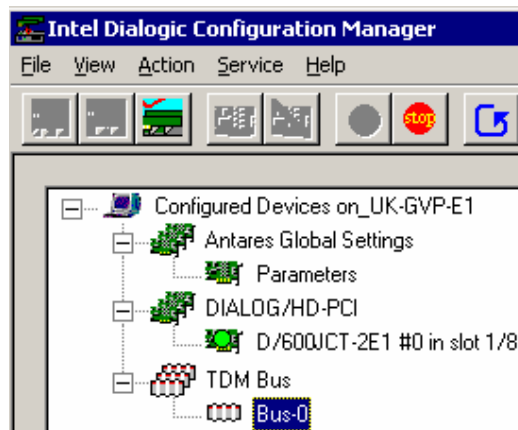 Intel Dialogic Configuration Manager
File View Action Service Help
stop
Configured Devices on_UK-GVP-E1
Antares Global Settings
Parameters
DIALOG/HD-PCI
D/600JCT-2E1 #0 in slot 1/8
TDM Bus
Bus-0